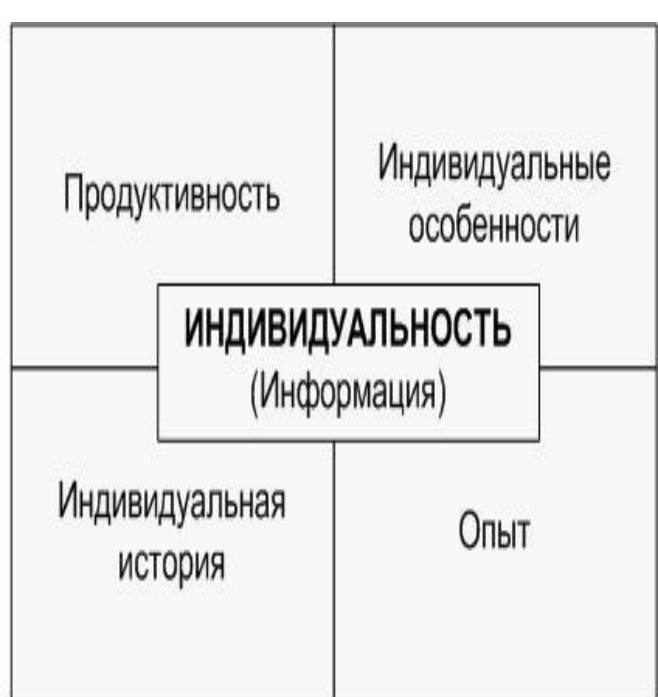 Продуктивность
Индивидуальные
особенности
ИНДИВИДУАЛЬНОСТЬ
(Информация)
Индивидуальная
история
Опыт